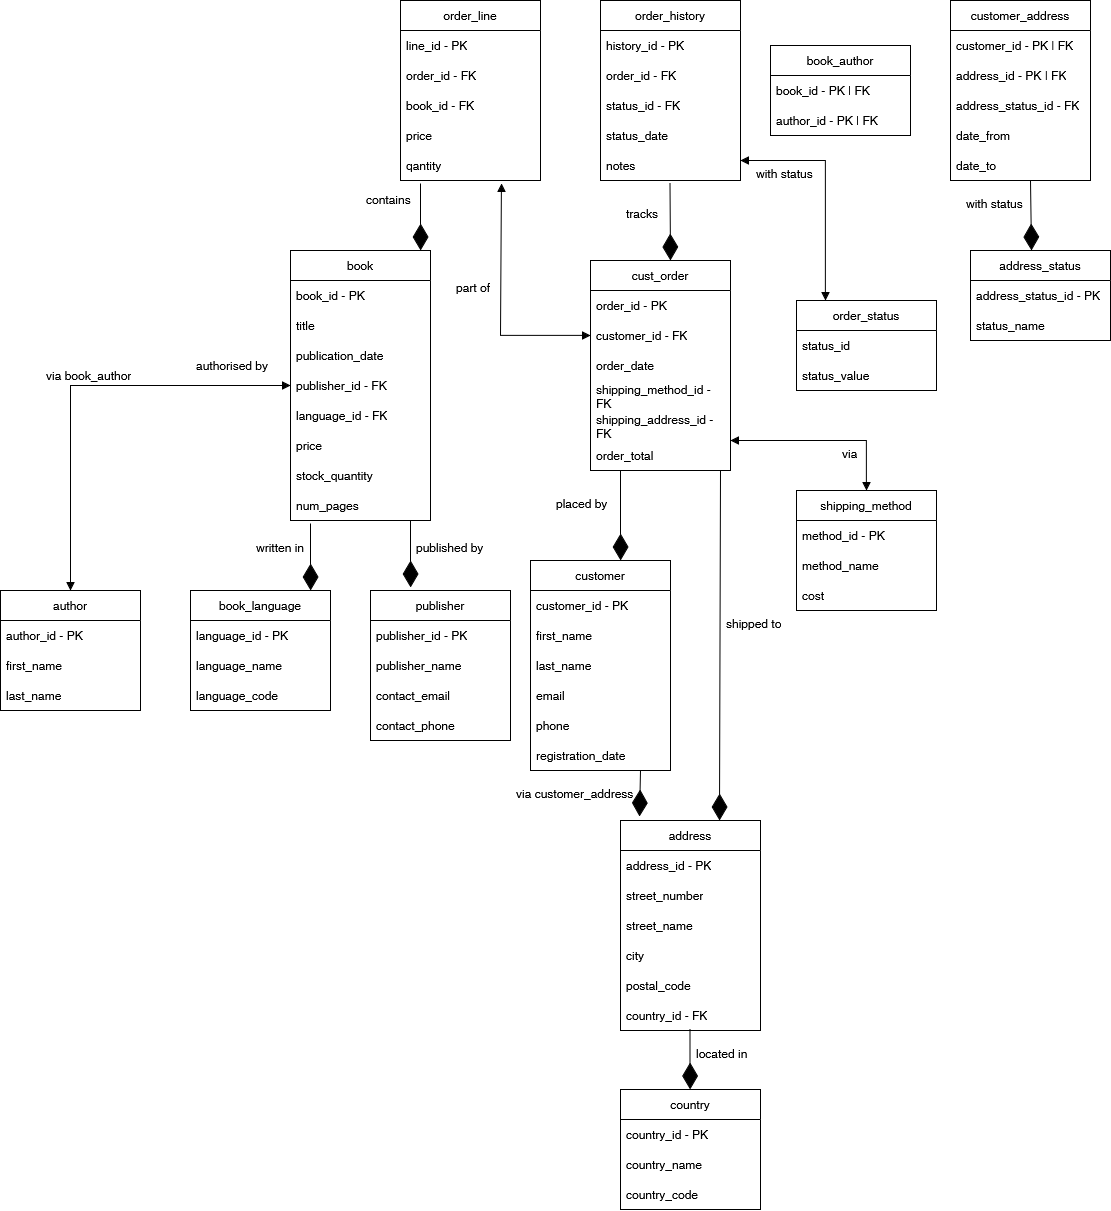 order_line
line_id - PK
order_id - FK
book_id - FK
price
qantity
order_history
history_id - PK
order_id - FK
status_id - FK
status_date
notes
book_author
book_id - PK | FK
author_id - PK | FK
customer_address
customer_id - PK | FK
address_id - PK | FK
address_status_id - FK
date_from
date_to
contains
part of
tracks
with status
with status
book
book_id - PK
title
publication_date
publisher_id - FK
language_id - FK
price
stock_quantity
num_pages
cust_order
order_id - PK
customer_id - FK
order_date
shipping_method_id -
FK
shipping_address_id -
FK
order_total
order_status
status_id
status_value
address_status
address_status_id - PK
status_name
authorised by
via book_author
via
placed by
written in
published by
shipping_method
method_id - PK
method_name
cost
author
author_id - PK
first_name
last_name
book_language
language_id - PK
language_name
language_code
publisher
publisher_id - PK
publisher_name
contact_email
contact_phone
customer
customer_id - PK
first_name
last_name
email
phone
registration_date
shipped to
via customer_address
address
address_id - PK
street_number
street_name
city
postal_code
country_id - FK
located in
country
country_id - PK
country_name
country_code